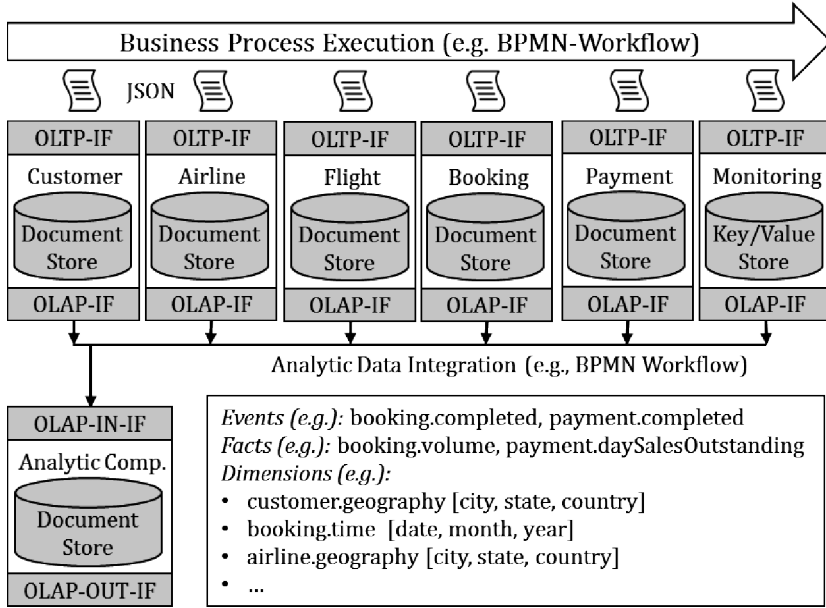 Business Process Execution (e.g. BPMN-Workflow)
JSON
OLTP-IF OLTP-IF OLTP-IF OLTP-IF OLTP-IF OLTP-IF
Customer Airline Flight Booking Payment Monitoring
Document Document Document Document Document Key/Value
Store Store Store Store Store Store
OLAP-IF OLAP-IF OLAP-IF OLAP-IF OLAP-IF OLAP-IF
Analytic Data Integration (e.g., BPMN Workflow)
OLAP-IN-IF
Analytic Comp.
Document
Store
OLAP-OUT-IF
Events (e.g.): booking.completed, payment.completed
Facts (e.g.): booking.volume, payment.daySalesOutstanding
Dimensions (e.g.):
• customer.geography [city, state, country]
• booking.time [date, month, year]
• airline.geography [city, state, country]
• ...